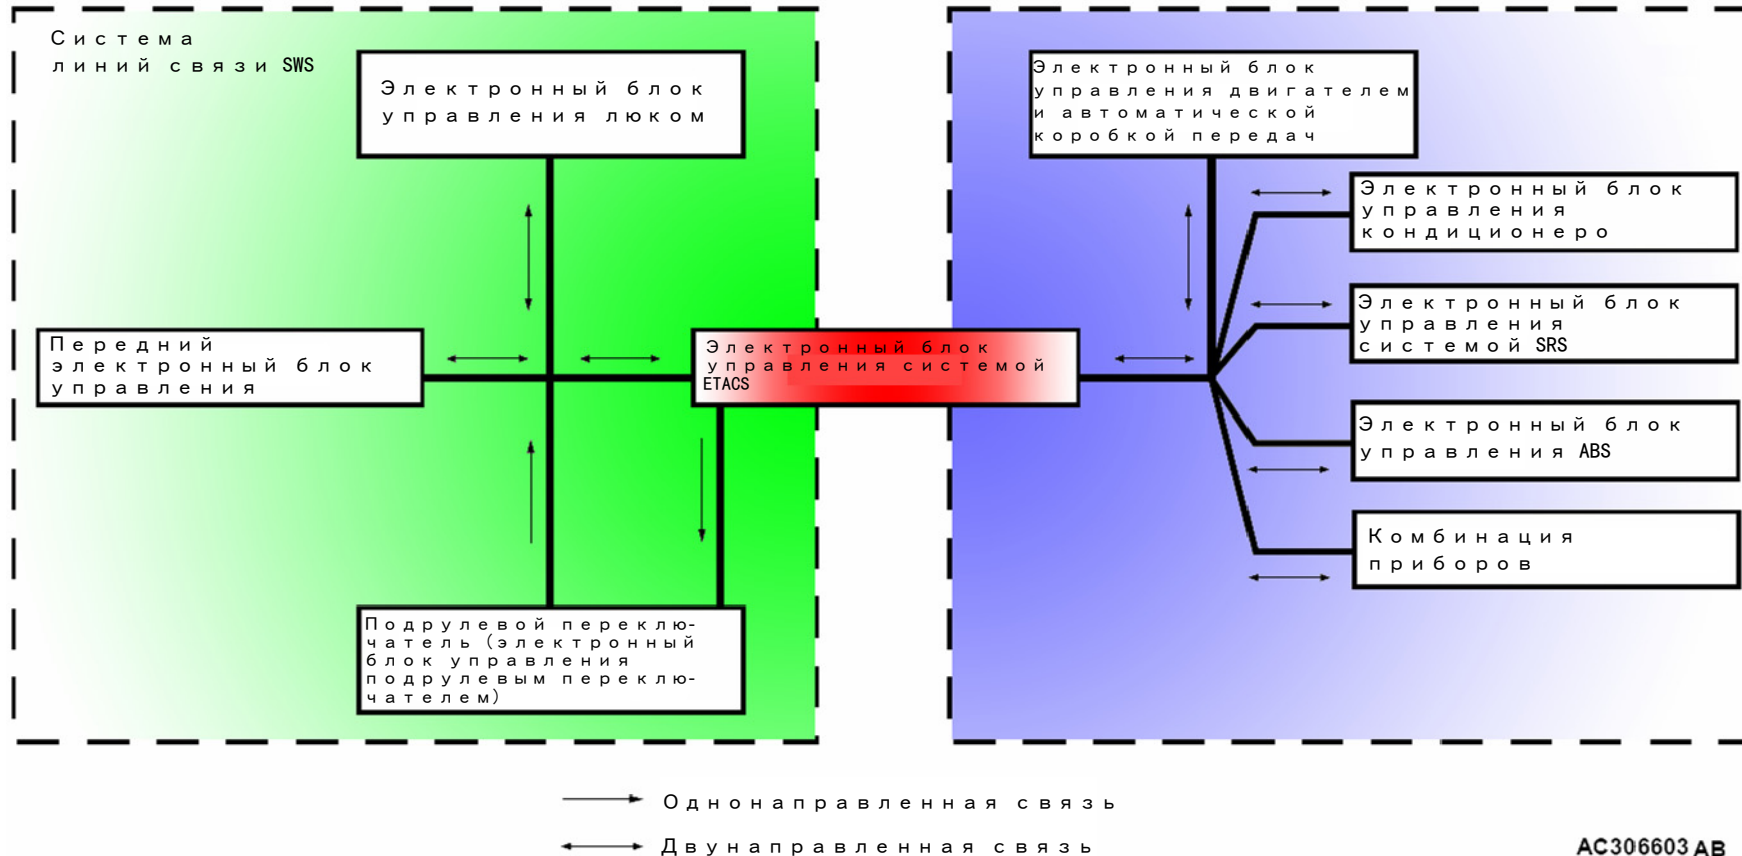 Система
линий связи SWS
Электронный блок
управления люком
Передний
электронный блок
управления
Электронный блок
управления системой
ETACS
Подрулевой переклю-
чатель (электронный
блок управления
подрулевым переклю-
чателем)
Электронный блок
управления двигателем
и автоматической
коробкой передач
Электронный блок
управления
кондиционеро
Электронный блок
управления
системой SRS
Электронный блок
управления ABS
Комбинация
приборов
Однонаправленная связь
Двунаправленная связь
AC306603 AB